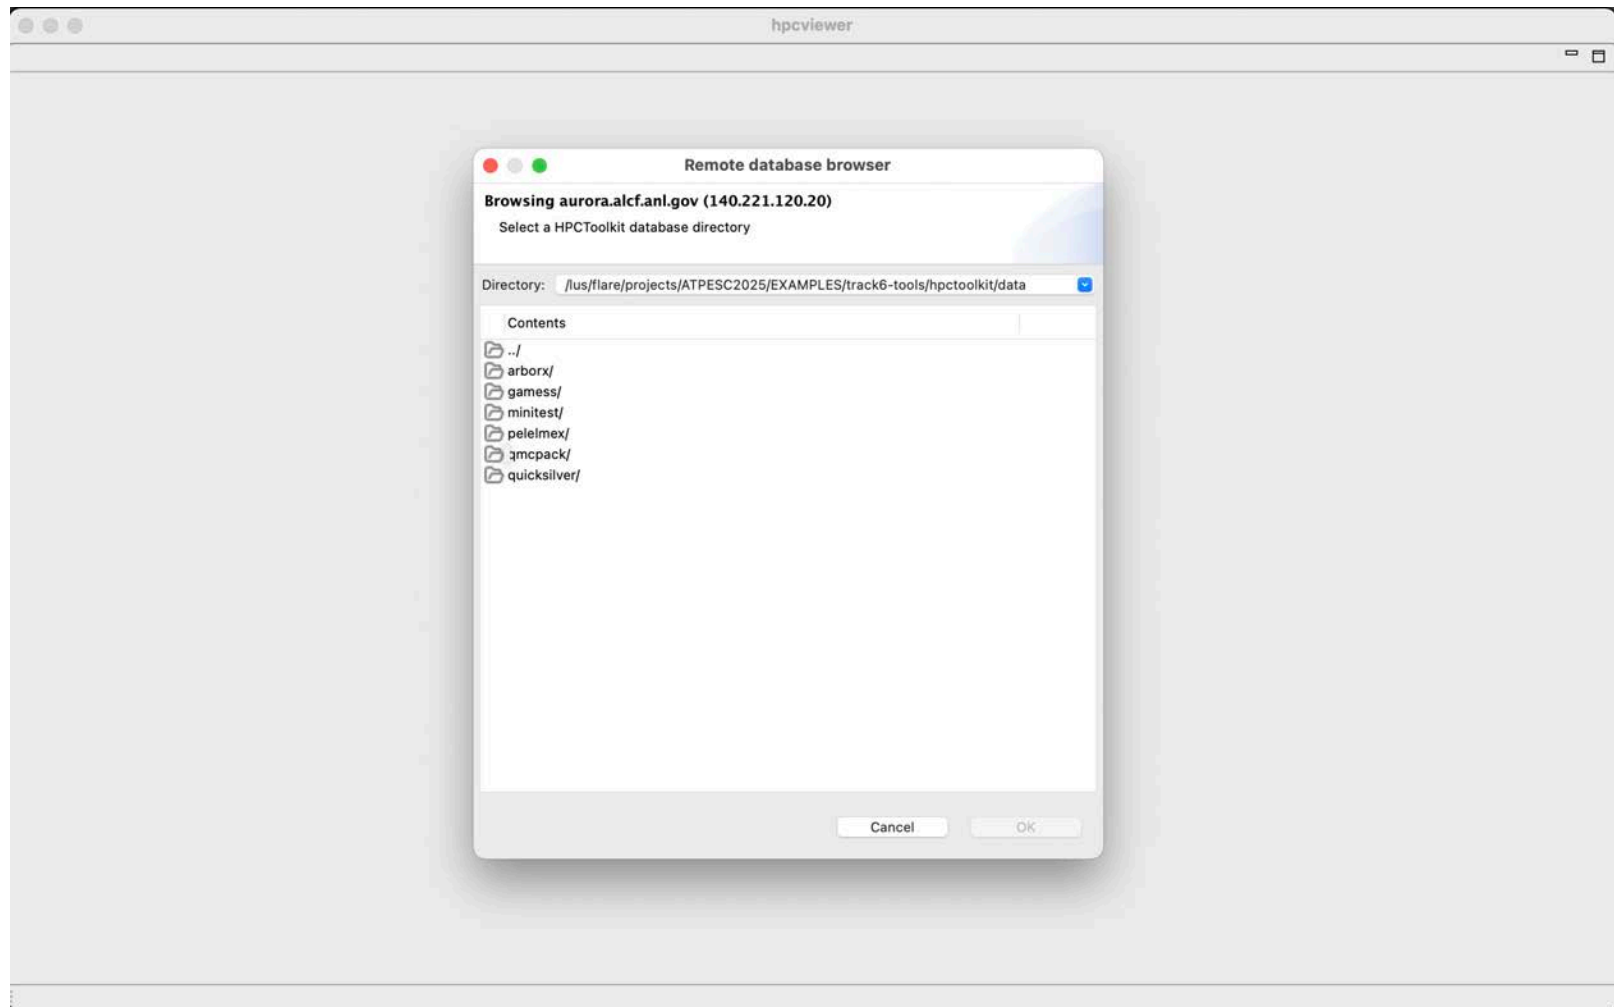 hpcviewer
Remote database browser
Browsing aurora.alcf.anl.gov (140.221.120.20)
Select a HPCToolkit database directory
Directory: /lus/flare/projects/ATPESC2025/EXAMPLES/track6-tools/hpctoolkit/data
Contents
../
arborx/
gamess/
minitest/
pelelmex/
qmcpack/
quicksilver/
Cancel OK